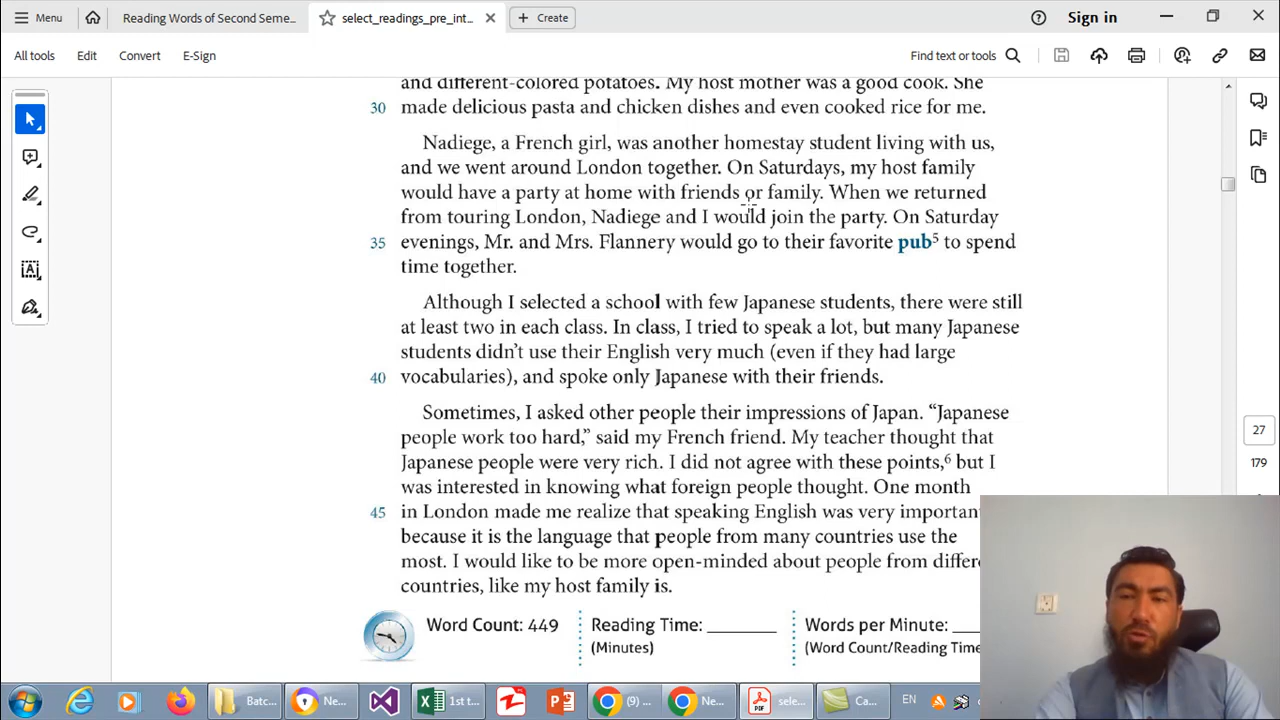 Menu
Reading Words of Second Seme...
select_readings_pre_int...
Create
Sign in
All tools
Edit
Convert
E-Sign
Find text or tools
and different-colored potatoes. My host mother was a good cook. She
30 made delicious pasta and chicken dishes and even cooked rice for me.
Nadiege, a French girl, was another homestay student living with us,
and we went around London together. On Saturdays, my host family
would have a party at home with friends or family. When we returned
from touring London, Nadiege and I would join the party. On Saturday
35 evenings, Mr. and Mrs. Flannery would go to their favorite pub5 to spend
time together.
Although I selected a school with few Japanese students, there were still
at least two in each class. In class, I tried to speak a lot, but many Japanese
students didn't use their English very much (even if they had large
40 vocabularies), and spoke only Japanese with their friends.
Sometimes, I asked other people their impressions of Japan. “Japanese
people work too hard,” said my French friend. My teacher thought that
Japanese people were very rich. I did not agree with these points,6 but I
was interested in knowing what foreign people thought. One month
45 in London made me realize that speaking English was very importan
because it is the language that people from many countries use the
most. I would like to be more open-minded about people from differe
countries, like my host family is.
27
179
Word Count: 449
Reading Time: ________
(Minutes)
Words per Minute: ___
(Word Count/Reading Time
Batc...
Ne...
1st t...
() ...
Ne...
sele...
Ca...
EN